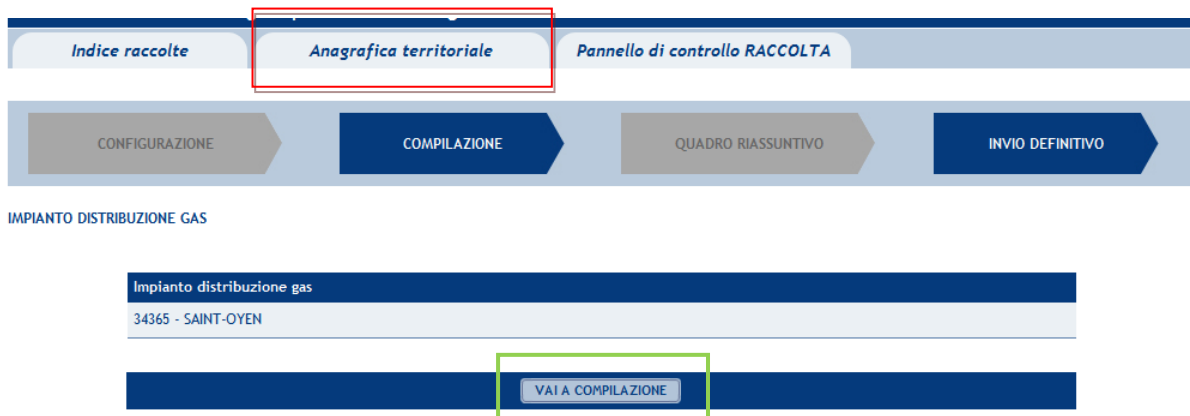 Indice raccolte
Anagrafica territoriale
Pannello di controllo RACCOLTA
CONFIGURAZIONE
COMPILAZIONE
QUADRO RIASSUNTIVO
INVIO DEFINITIVO
IMPIANTO DISTRIBUZIONE GAS
Impianto distribuzione gas
34365 - SAINT-OYEN
VAI A COMPILAZIONE